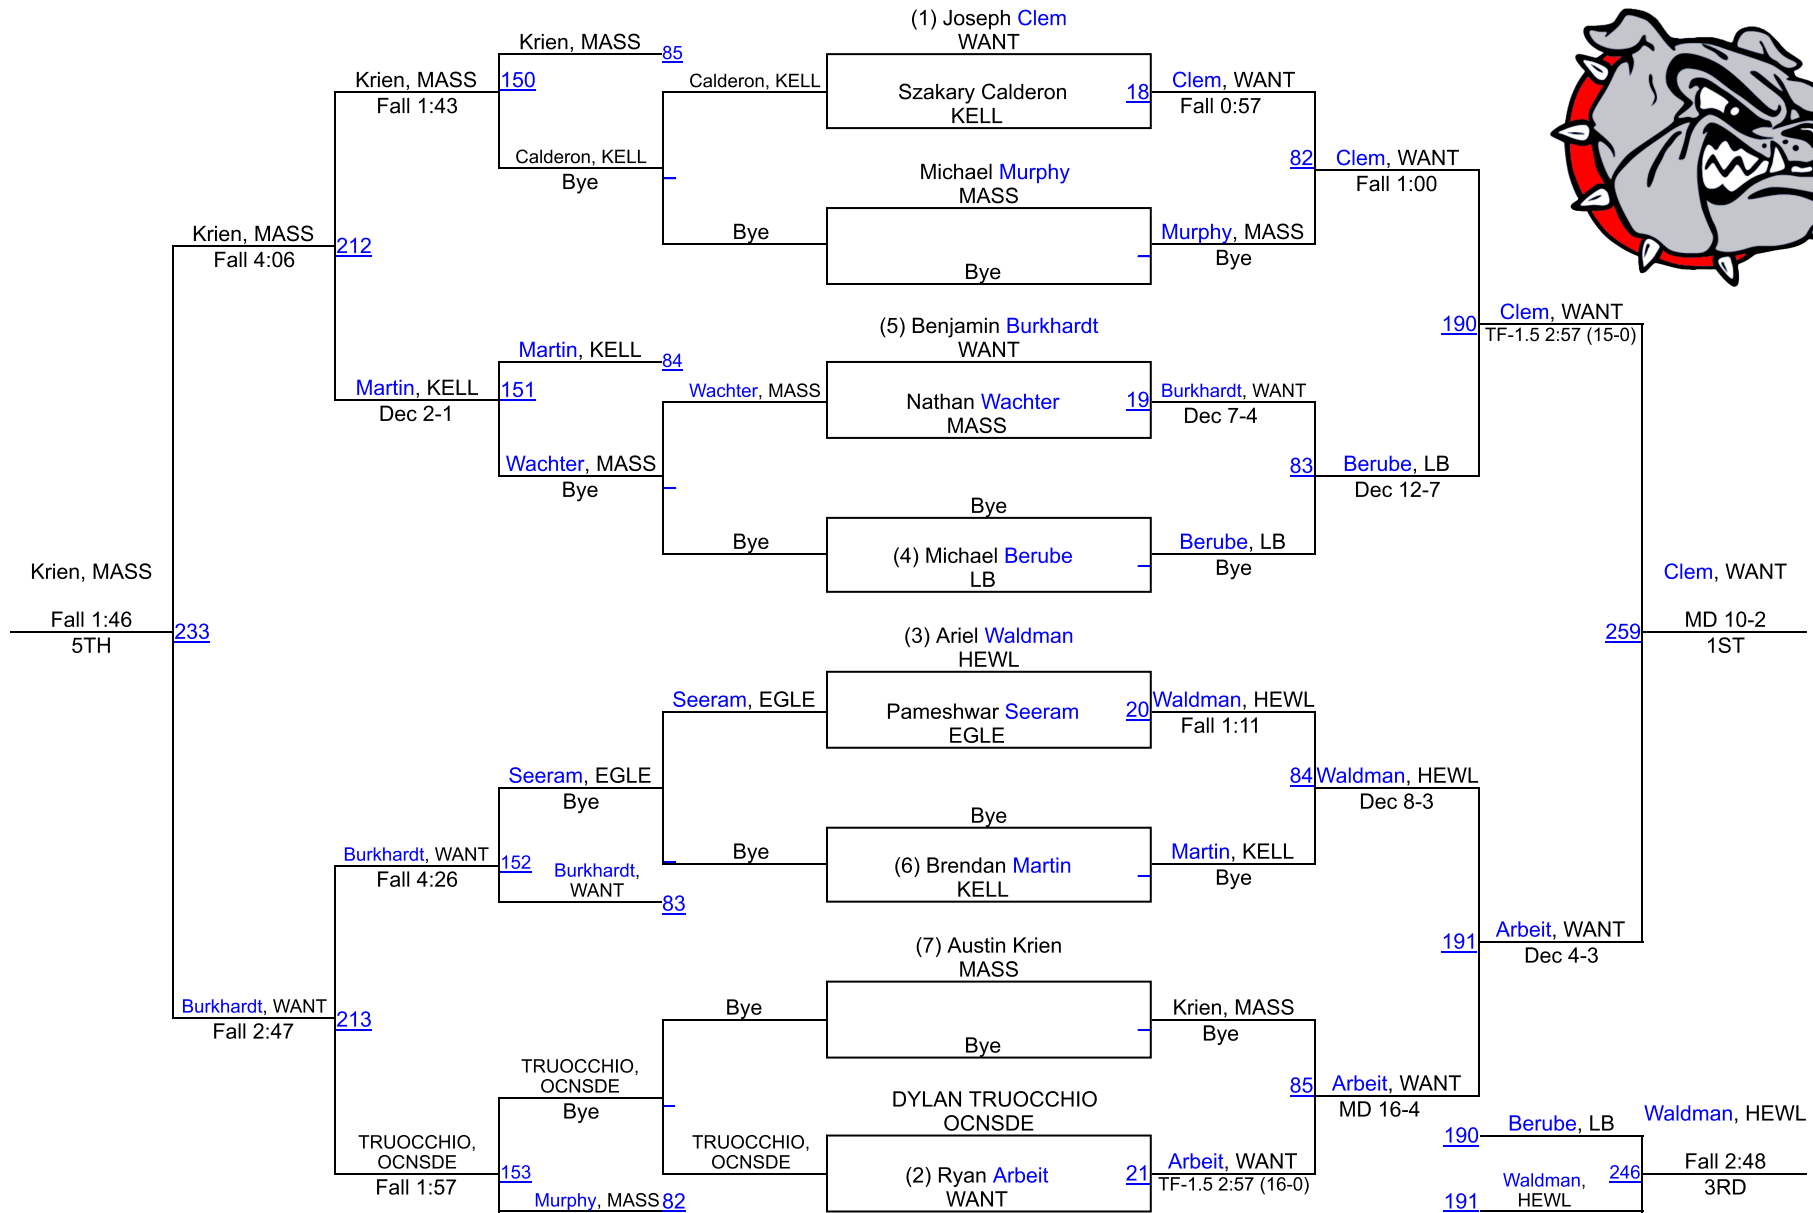 (1) Joseph Clem
WANT
Krien, MASS
85
Krien, MASS
150
Fall 1:43
Calderon, KELL
Szakary Calderon
KELL
18
Clem, WANT
Fall 0:57
Calderon, KELL
Bye
82
Clem, WANT
Fall 1:00
Michael Murphy
MASS
Krien, MASS
Fall 4:06
212
Bye
Bye
Murphy, MASS
Bye
190
Clem, WANT
TF-1.5 2:57 (15-0)
(5) Benjamin Burkhardt
WANT
Martin, KELL
84
Martin, KELL
151
Dec 2-1
Wachter, MASS
Nathan Wachter
MASS
19
Burkhardt, WANT
Dec 7-4
Wachter, MASS
Bye
83
Berube, LB
Dec 12-7
Bye
Bye
(4) Michael Berube
LB
Berube, LB
Bye
Krien, MASS
Fall 1:46
5TH
233
Clem, WANT
259
MD 10-2
1ST
(3) Ariel Waldman
HEWL
Seeram, EGLE
Pameshwar Seeram
EGLE
20
Waldman, HEWL
Fall 1:11
Seeram, EGLE
Bye
84
Waldman, HEWL
Dec 8-3
Bye
Bye
(6) Brendan Martin
KELL
Martin, KELL
Bye
Burkhardt, WANT
152
Fall 4:26
Burkhardt,
WANT
83
191
Arbeit, WANT
Dec 4-3
(7) Austin Krien
MASS
Burkhardt, WANT
Fall 2:47
213
Bye
Bye
Krien, MASS
Bye
TRUOCCHIO,
OCNSDE
Bye
85
Arbeit, WANT
MD 16-4
DYLAN TRUOCCHIO
OCNSDE
TRUOCCHIO,
OCNSDE
Fall 1:57
153
TRUOCCHIO,
OCNSDE
(2) Ryan Arbeit
WANT
21
Arbeit, WANT
TF-1.5 2:57 (16-0)
Murphy, MASS
82
190
Berube, LB
Waldman, HEWL
Waldman,
HEWL
191
246
Fall 2:48
3RD